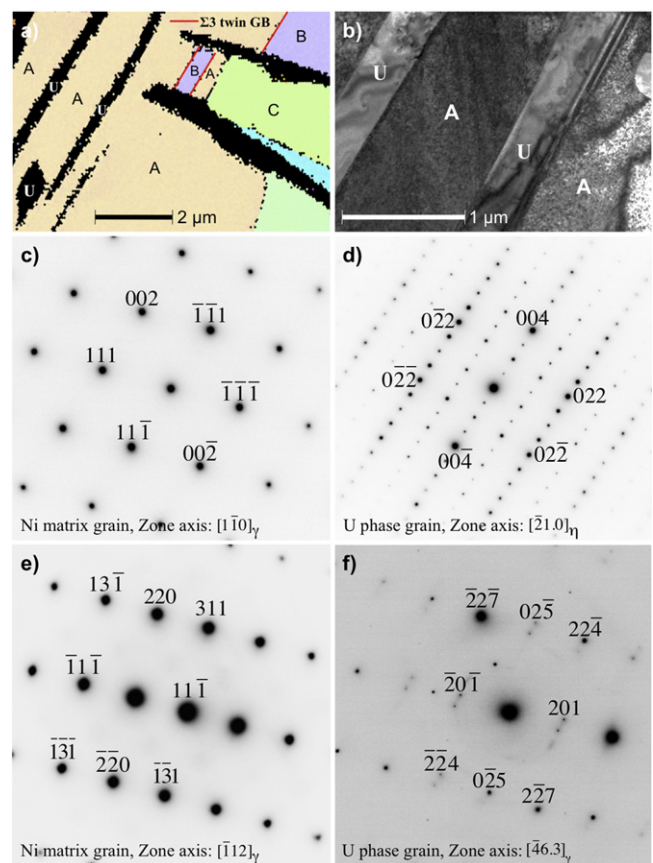 a)
Σ3 twin GB
B
A
B
A
U
A
U
C
A
U
2 μm
b)
U
A
U
A
1 μm
c)
002
1̄1̄1
111
1̄1̄1̄
111̄
002̄
Ni matrix grain, Zone axis: [11̄0]γ
d)
02̄2
004
02̄2̄
022
004̄
022̄
U phase grain, Zone axis: [2̄1.0]η
e)
131̄
220
311
1̄11̄
111̄
1̄3̄1̄
2̄2̄0
1̄3̄1
Ni matrix grain, Zone axis: [1̄12]γ
f)
2̄27̄
025̄
224̄
2̄01̄
201
2̄2̄4
02̄5
22̄7
U phase grain, Zone axis: [4̄6.3]